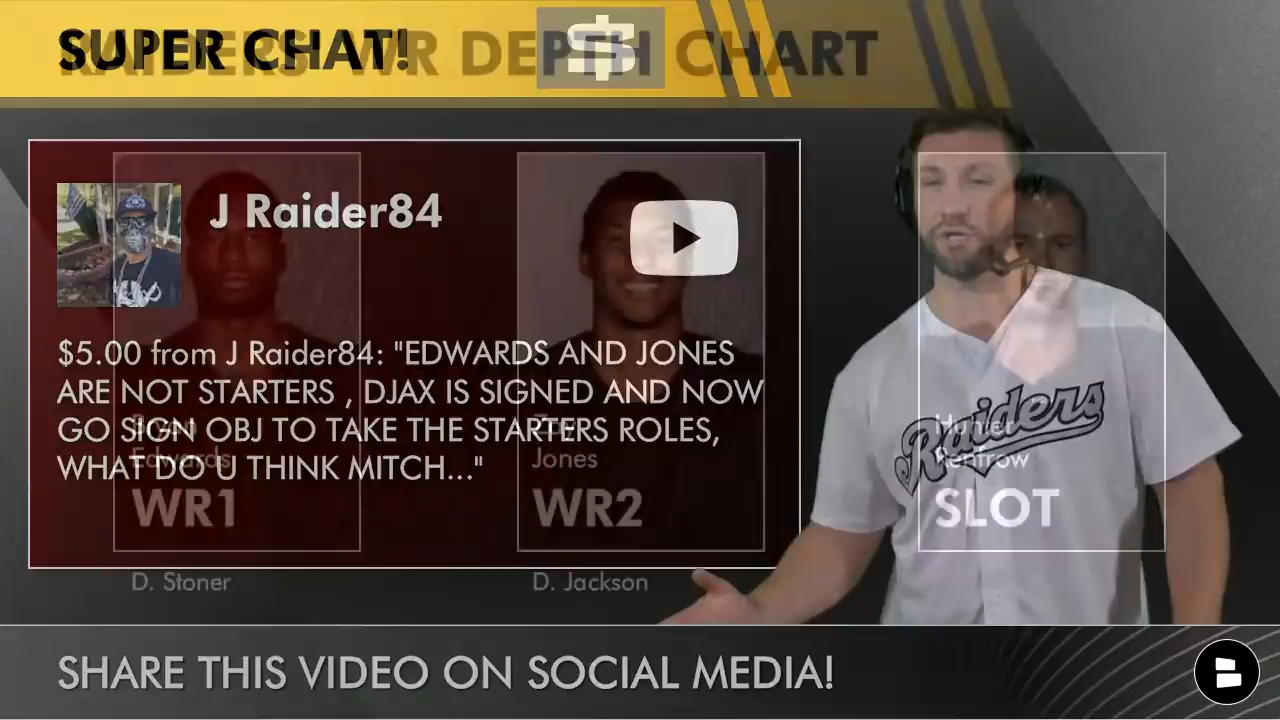 SUPER CHAT!
RAIDERS WR DEPTH CHART
$
J Raider84
$5.00 from J Raider84: "EDWARDS AND JONES
ARE NOT STARTERS , DJAX IS SIGNED AND NOW
GO SIGN OBJ TO TAKE THE STARTERS ROLES,
WHAT DO U THINK MITCH..."
Bryan
Edwards
WR1
D. Stoner
Zay
Jones
WR2
D. Jackson
Hunter
Renfrow
SLOT
Raiders
SHARE THIS VIDEO ON SOCIAL MEDIA!